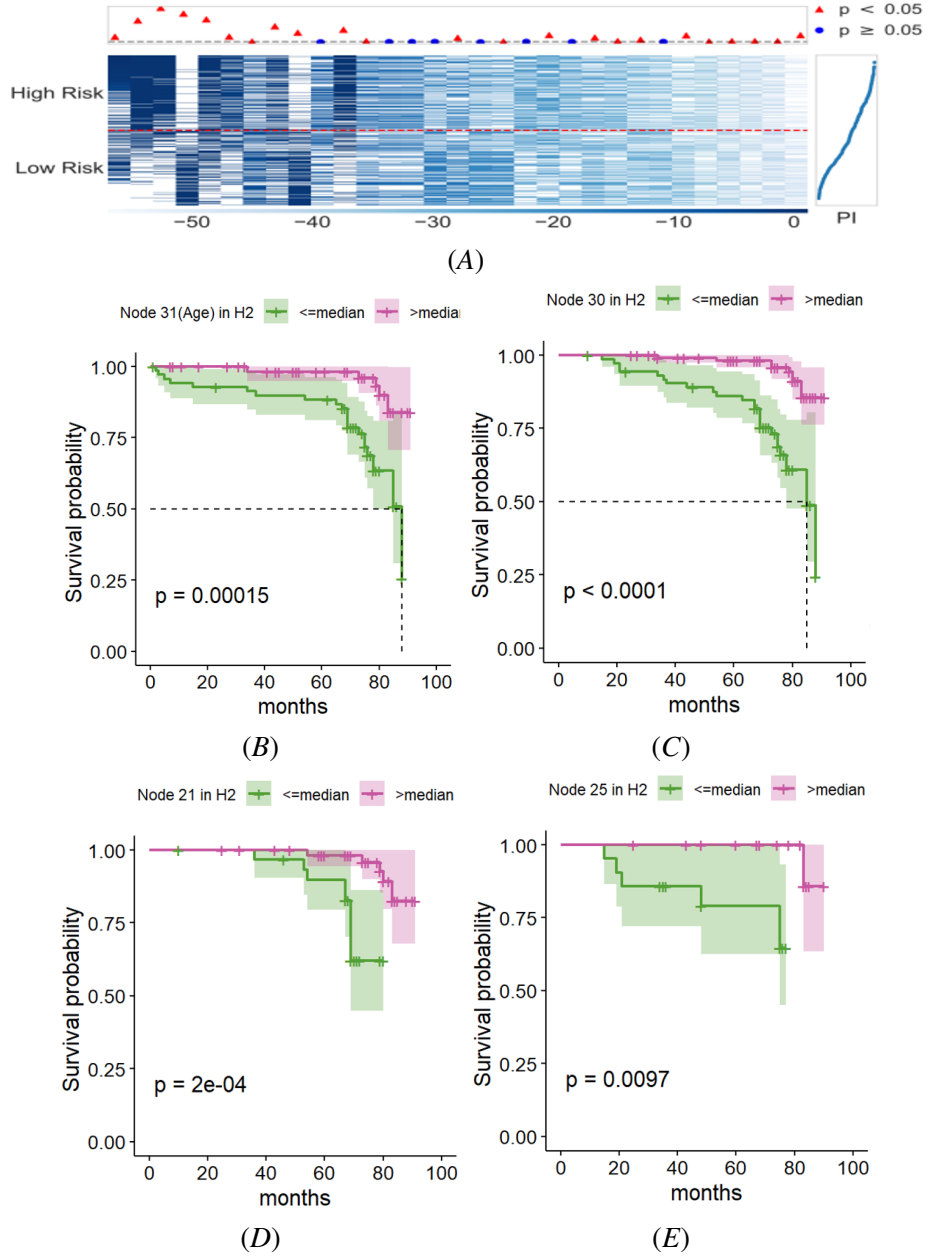 p < 0.05
p ≥ 0.05
High Risk
Low Risk
−50 −40 −30 −20 −10 0
PI
(A)
Node 31(Age) in H2 <=median >media
Survival probability
1.00
0.75
0.50
0.25
0.00
p = 0.00015
0 20 40 60 80 100
months
(B)
Node 30 in H2 <=median >median
Survival probability
1.00
0.75
0.50
0.25
0.00
p < 0.0001
0 20 40 60 80 100
months
(C)
Node 21 in H2 <=median >median
Survival probability
1.00
0.75
0.50
0.25
0.00
p = 2e-04
0 20 40 60 80 100
months
(D)
Node 25 in H2 <=median >median
Survival probability
1.00
0.75
0.50
0.25
0.00
p = 0.0097
0 20 40 60 80 100
months
(E)